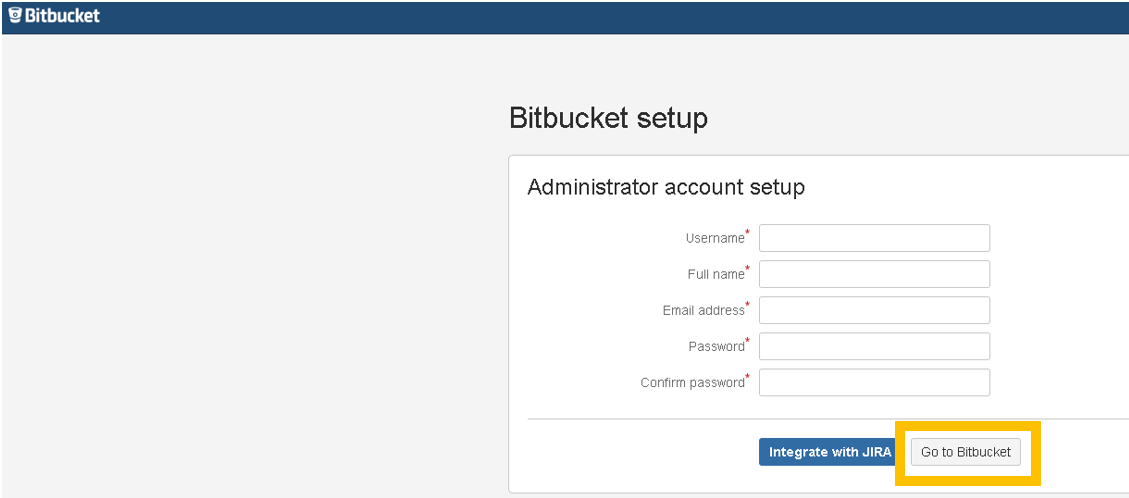 Bitbucket
Bitbucket setup
Administrator account setup
Username*
Full name*
Email address*
Password*
Confirm password*
Integrate with JIRA Go to Bitbucket